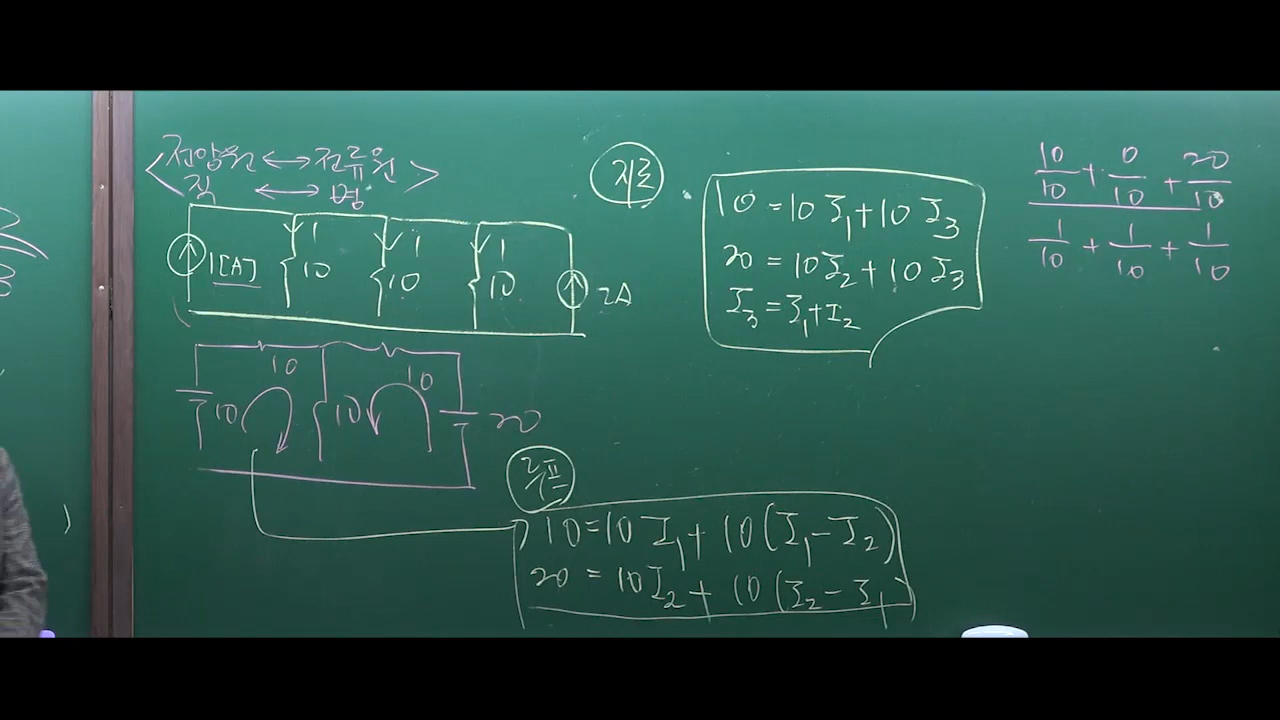 <전압원 ↔ 전류원>
직 ↔ 병
1[A]
1
10
1
10
1
10
2A
10
10
10
10
20
지로
10 = 10 I₁ + 10 I₃
20 = 10 I₂ + 10 I₃
I₃ = I₁ + I₂
10/10 + 0/10 + 20/10
1/10 + 1/10 + 1/10
루프
10 = 10 I₁ + 10 (I₁ − I₂)
20 = 10 I₂ + 10 (I₂ − I₁)